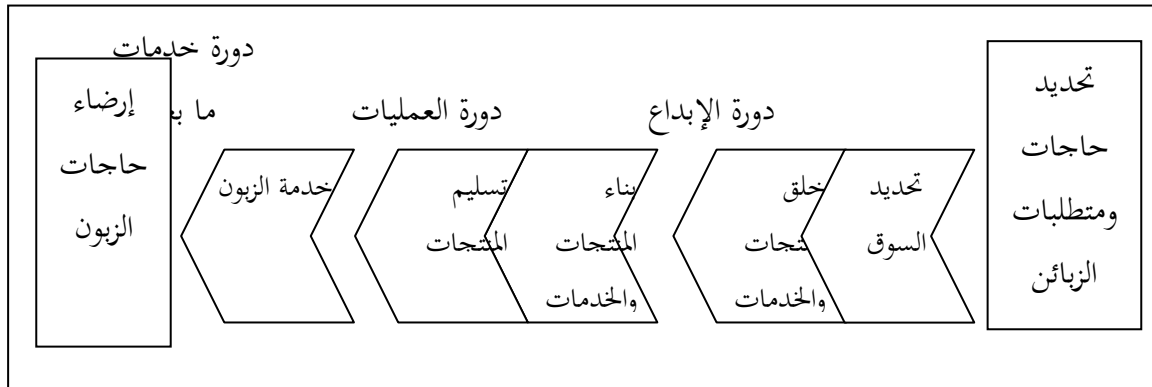 تحديد
حاجات
ومتطلبات
الزبائن
دورة الإبداع
تحديد
السوق
خلق
والخدمات
دورة العمليات
بناء
المنتجات
والخدمات
تسليم
المنتجات
دورة خدمات
ما
خدمة الزبون
إرضاء
حاجات
الزبون